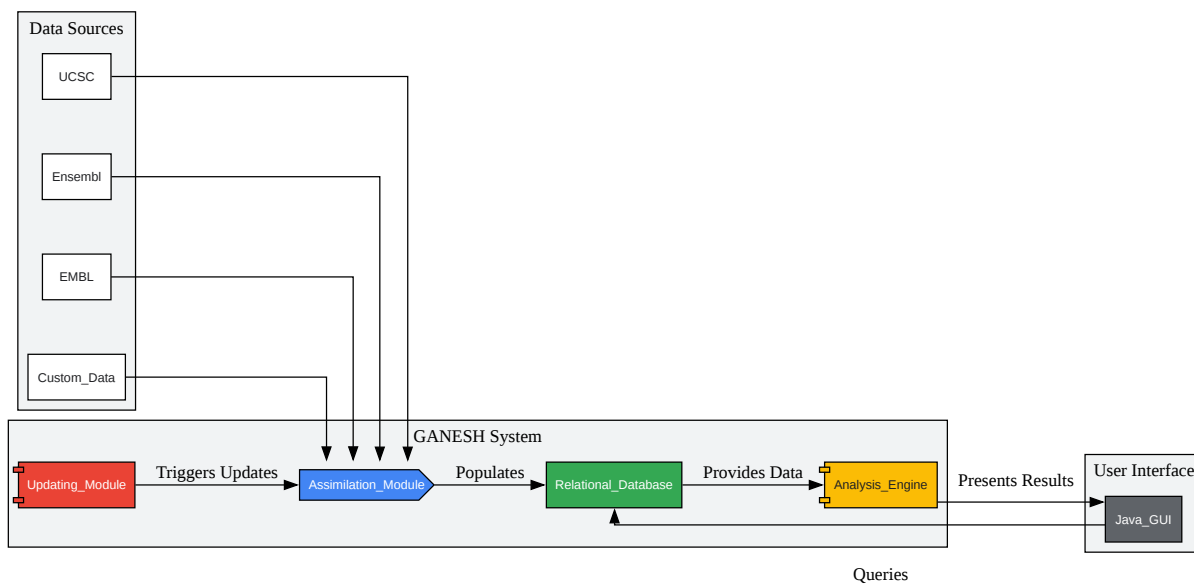 Data Sources
UCSC
Ensembl
EMBL
Custom_Data
GANESH System
Updating_Module
Triggers Updates
Assimilation_Module
Populates
Relational_Database
Provides Data
Analysis_Engine
Presents Results
User Interface
Java_GUI
Queries